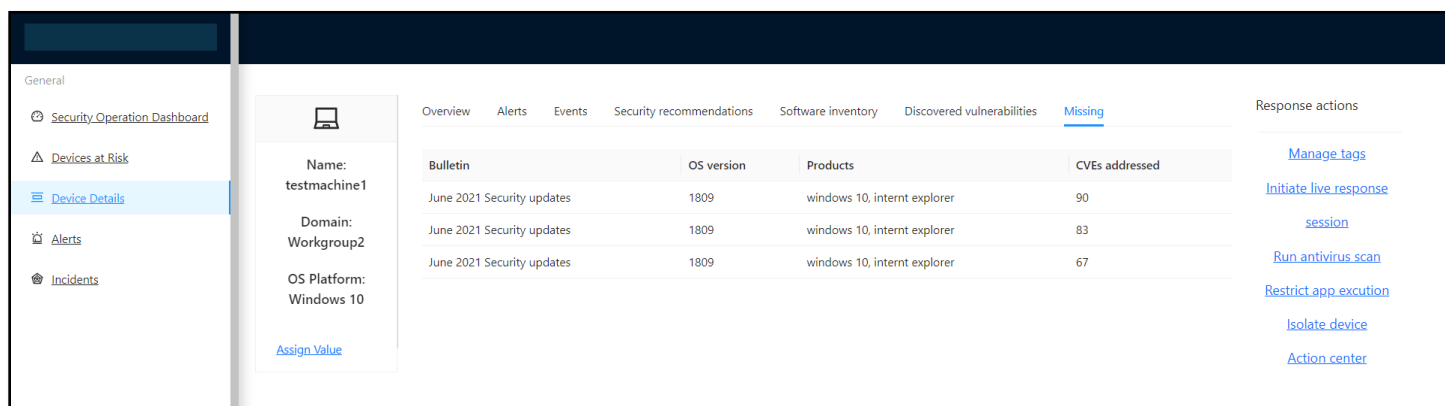 General
Security Operation Dashboard
Devices at Risk
Device Details
Alerts
Incidents
Name:
testmachine1
Domain:
Workgroup2
OS Platform:
Windows 10
Assign Value
Overview Alerts Events Security recommendations Software inventory Discovered vulnerabilities Missing
Bulletin OS version Products CVEs addressed
June 2021 Security updates 1809 windows 10, internt explorer 90
June 2021 Security updates 1809 windows 10, internt explorer 83
June 2021 Security updates 1809 windows 10, internt explorer 67
Response actions
Manage tags
Initiate live response
session
Run antivirus scan
Restrict app excution
Isolate device
Action center